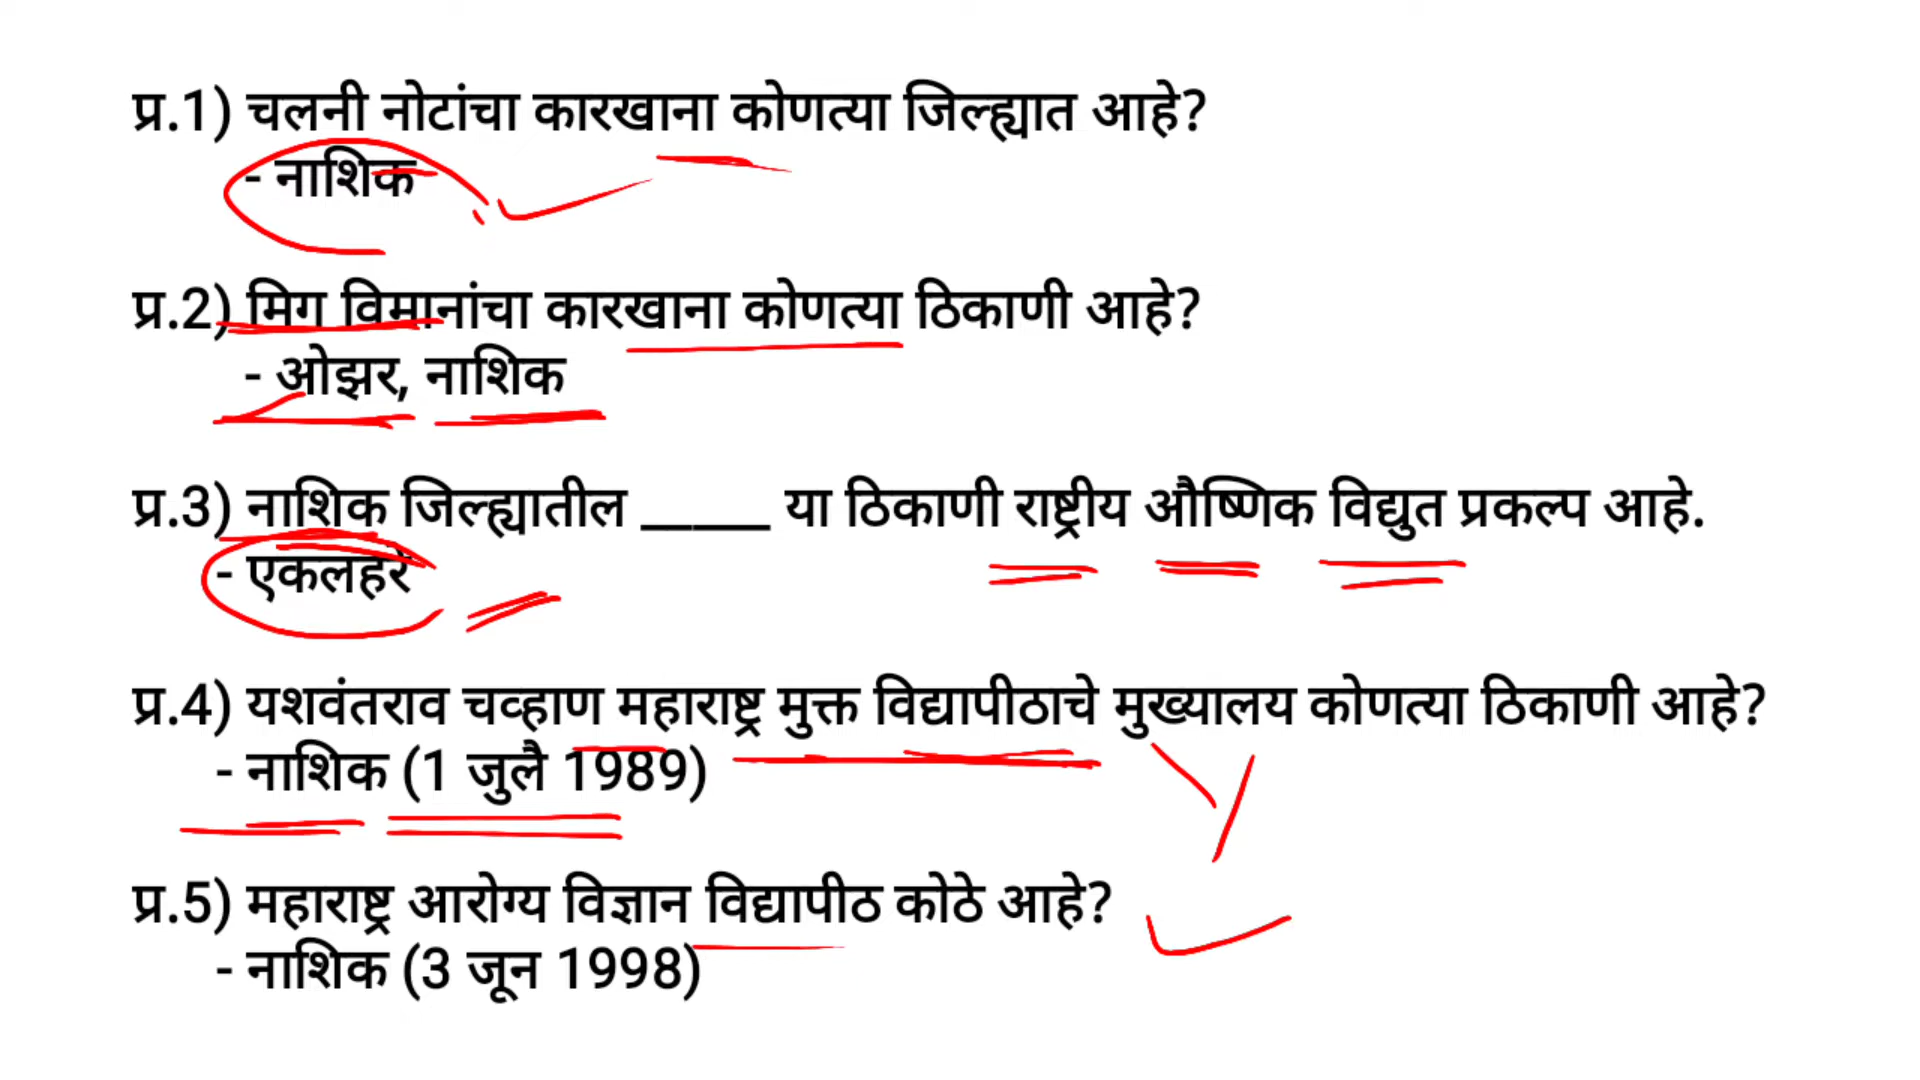 प्र.1) चलनी नोटांचा कारखाना कोणत्या जिल्ह्यात आहे?
- नाशिक
प्र.2) मिग विमानांचा कारखाना कोणत्या ठिकाणी आहे?
- ओझर, नाशिक
प्र.3) नाशिक जिल्ह्यातील _____ या ठिकाणी राष्ट्रीय औष्णिक विद्युत प्रकल्प आहे.
- एकलहरे
प्र.4) यशवंतराव चव्हाण महाराष्ट्र मुक्त विद्यापीठाचे मुख्यालय कोणत्या ठिकाणी आहे?
- नाशिक (1 जुलै 1989)
प्र.5) महाराष्ट्र आरोग्य विज्ञान विद्यापीठ कोठे आहे?
- नाशिक (3 जून 1998)